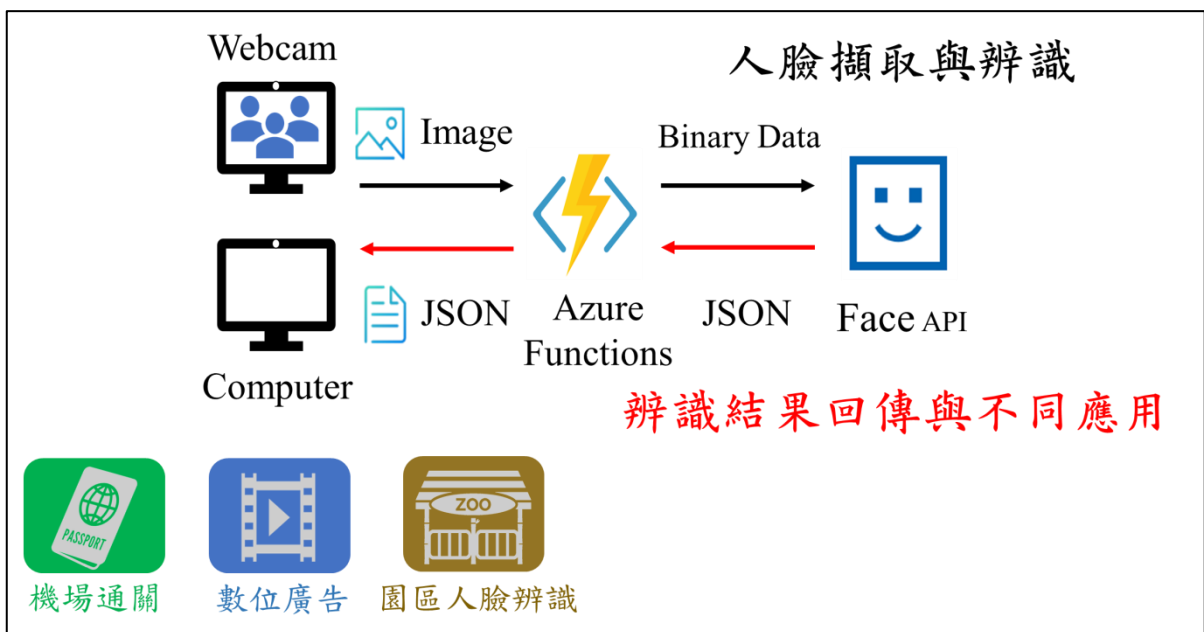 Webcam
人臉擷取與辨識
Image
Binary Data
JSON
Azure
Functions
JSON
Face API
Computer
辨識結果回傳與不同應用
PASSPORT
ZOO
機場通關
數位廣告
園區人臉辨識